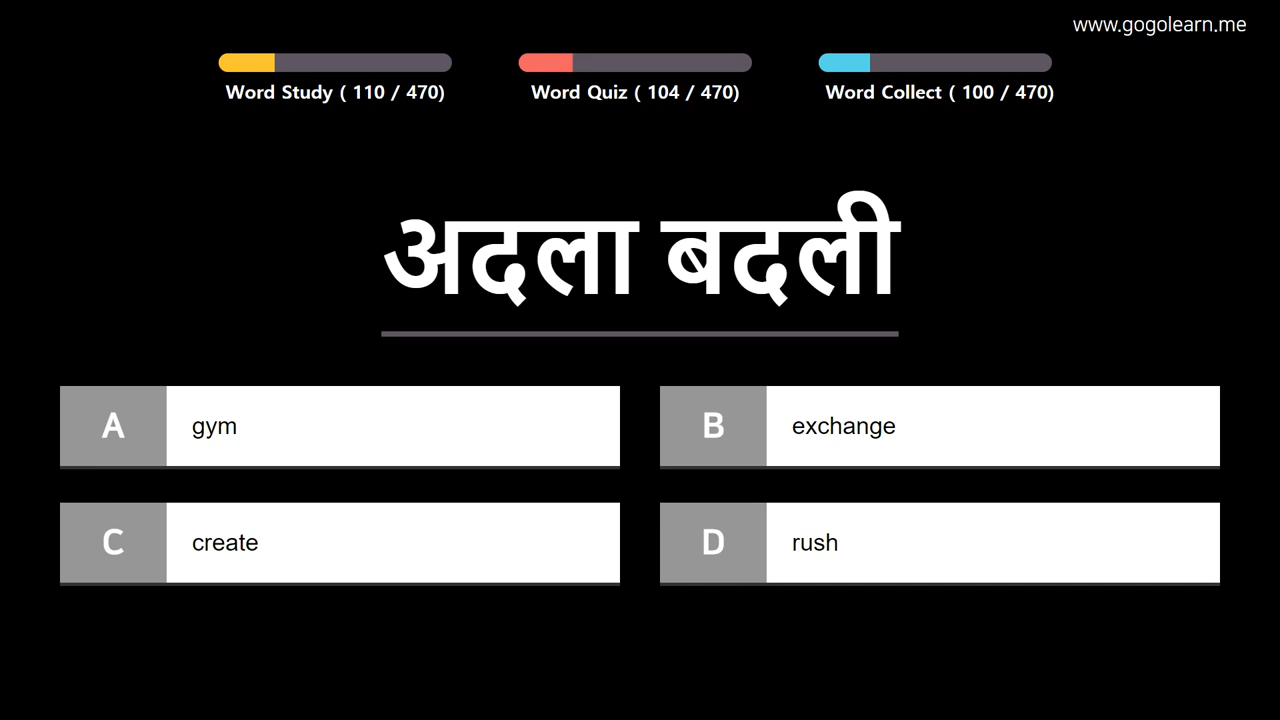 www.gogolearn.me
Word Study ( 110 / 470)
Word Quiz ( 104 / 470)
Word Collect ( 100 / 470)
अदला बदली
A gym
B exchange
C create
D rush